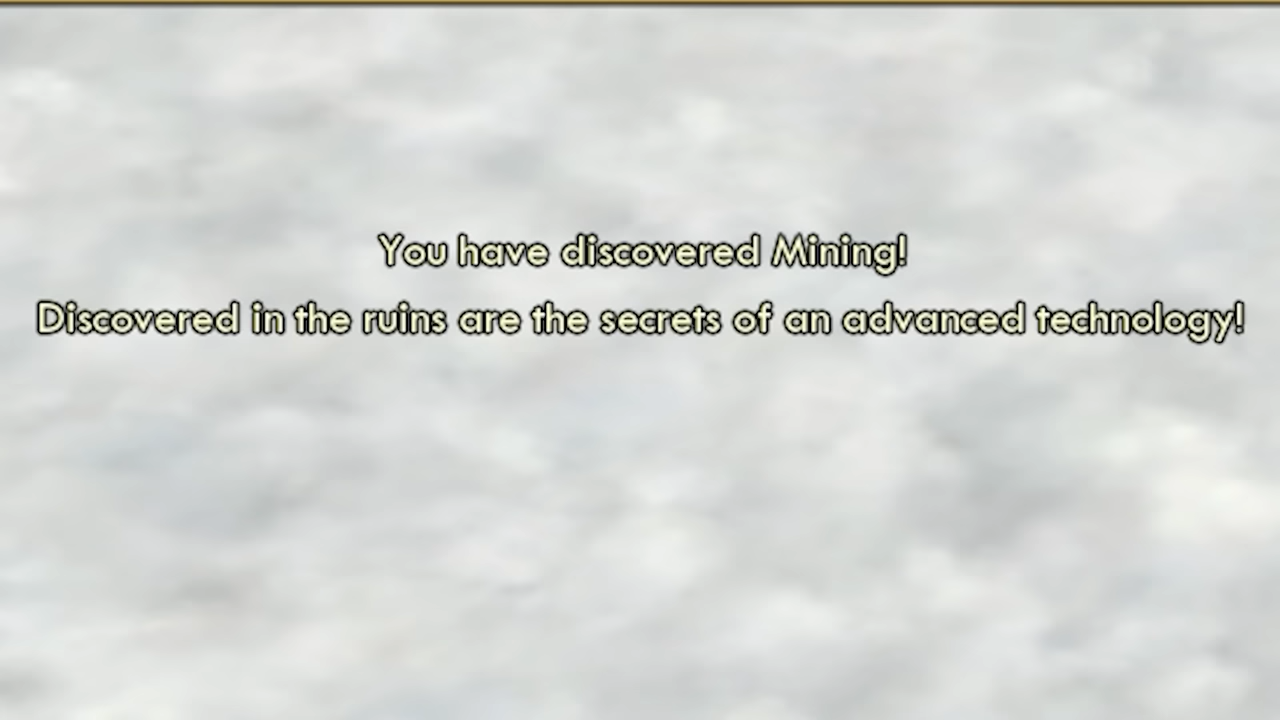 You have discovered Mining!
Discovered in the ruins are the secrets of an advanced technology!